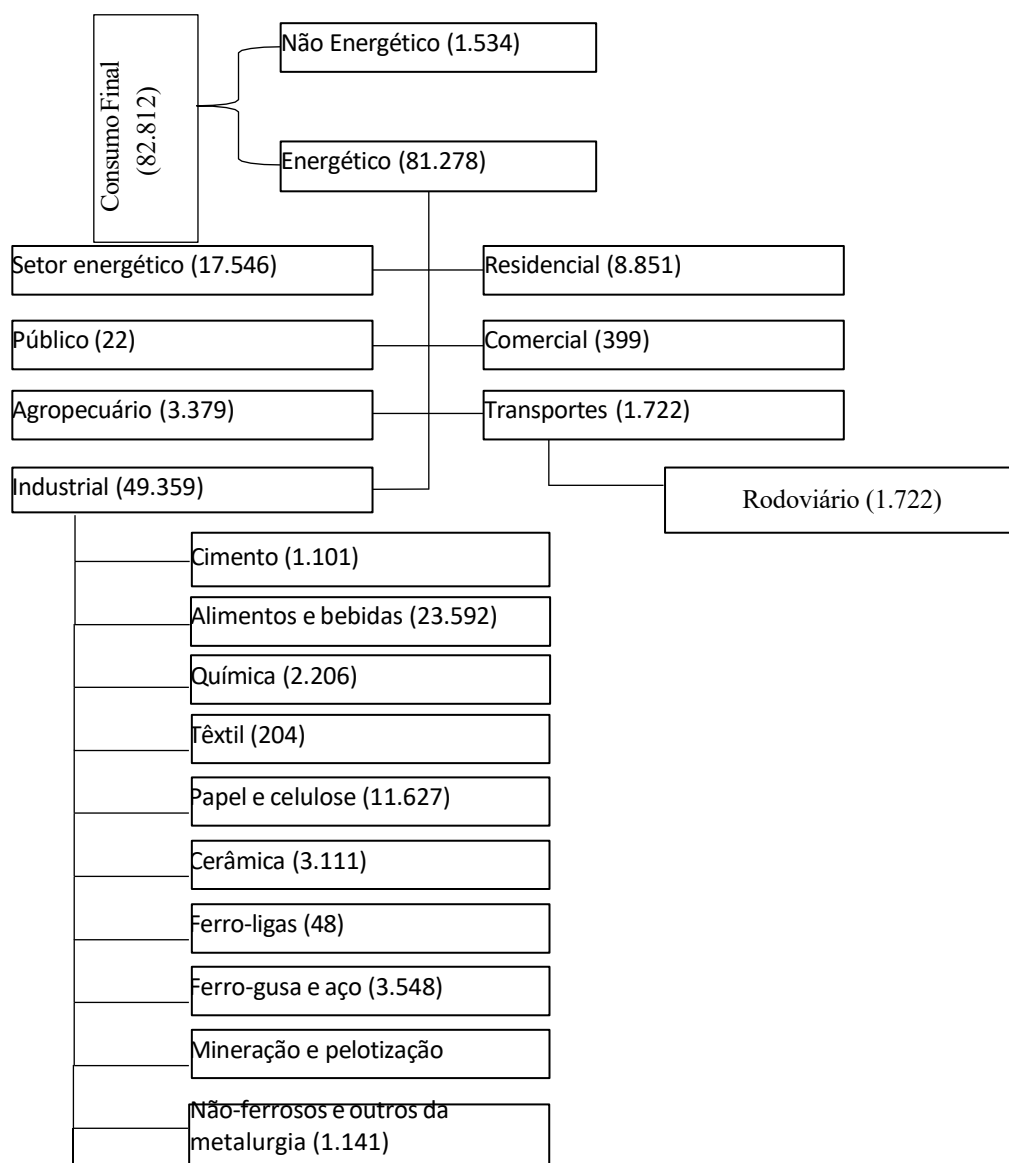 Consumo Final
(82.812)
Não Energético (1.534)
Energético (81.278)
Setor energético (17.546)
Residencial (8.851)
Público (22)
Comercial (399)
Agropecuário (3.379)
Transportes (1.722)
Industrial (49.359)
Rodoviário (1.722)
Cimento (1.101)
Alimentos e bebidas (23.592)
Química (2.206)
Têxtil (204)
Papel e celulose (11.627)
Cerâmica (3.111)
Ferro-ligas (48)
Ferro-gusa e aço (3.548)
Mineração e pelotização
Não-ferrosos e outros da
metalurgia (1.141)